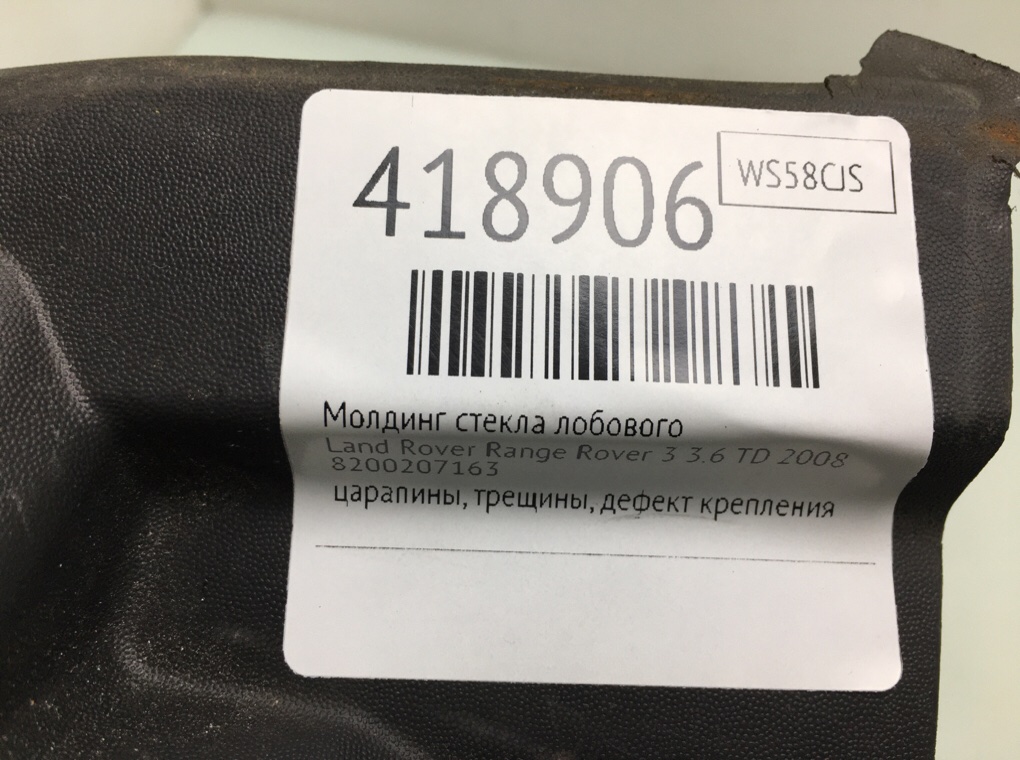 418906
WS58CJS
Молдинг стекла лобового
Land Rover Range Rover 3 3.6 TD 2008
8200207163
царапины, трещины, дефект крепления